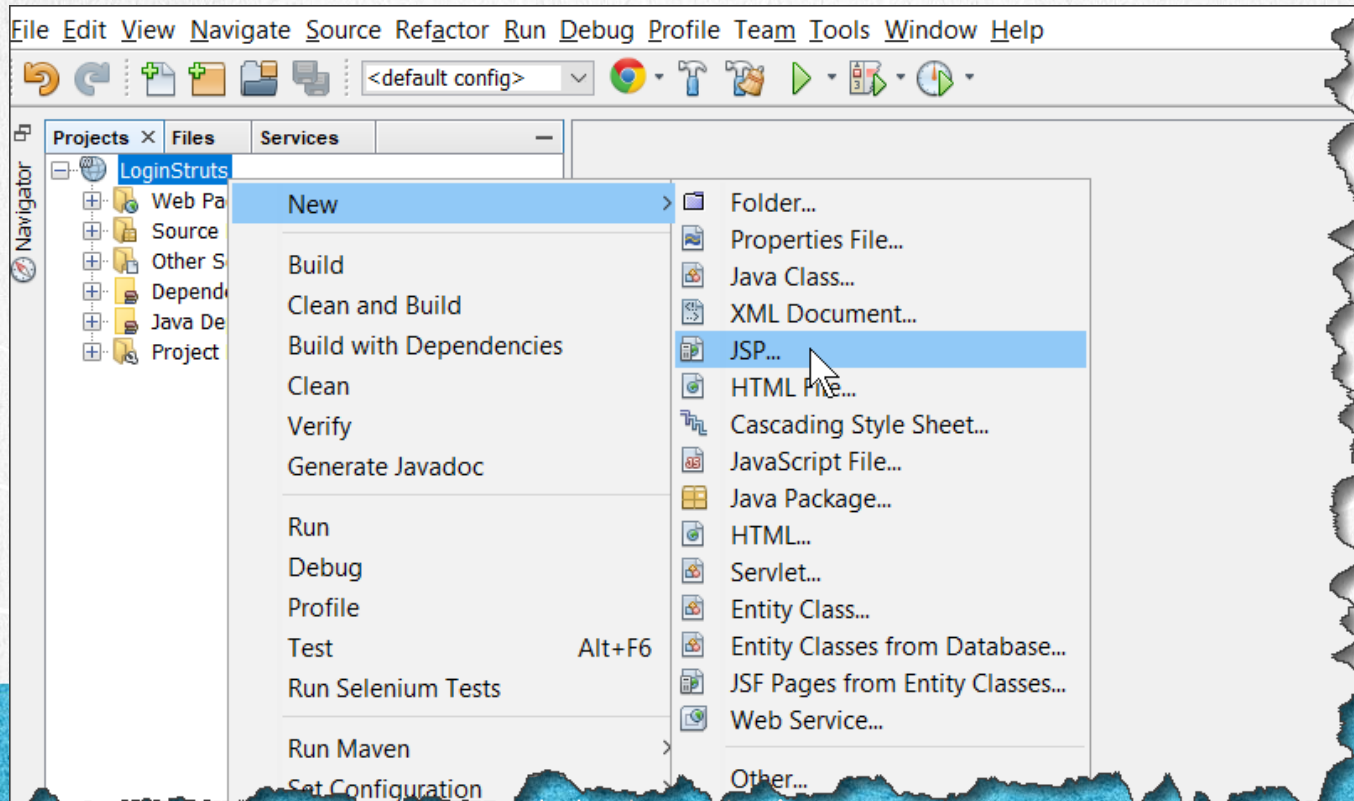 File Edit View Navigate Source Refactor Run Debug Profile Team Tools Window Help
<default config>
Projects Files Services
Navigator
LoginStruts
Web Pa
Source
Other S
Depend
Java De
Project
New
Build
Clean and Build
Build with Dependencies
Clean
Verify
Generate Javadoc
Run
Debug
Profile
Test Alt+F6
Run Selenium Tests
Run Maven
Set Configuration
Folder...
Properties File...
Java Class...
XML Document...
JSP...
HTML File...
Cascading Style Sheet...
JavaScript File...
Java Package...
HTML...
Servlet...
Entity Class...
Entity Classes from Database...
JSF Pages from Entity Classes...
Web Service...
Other...